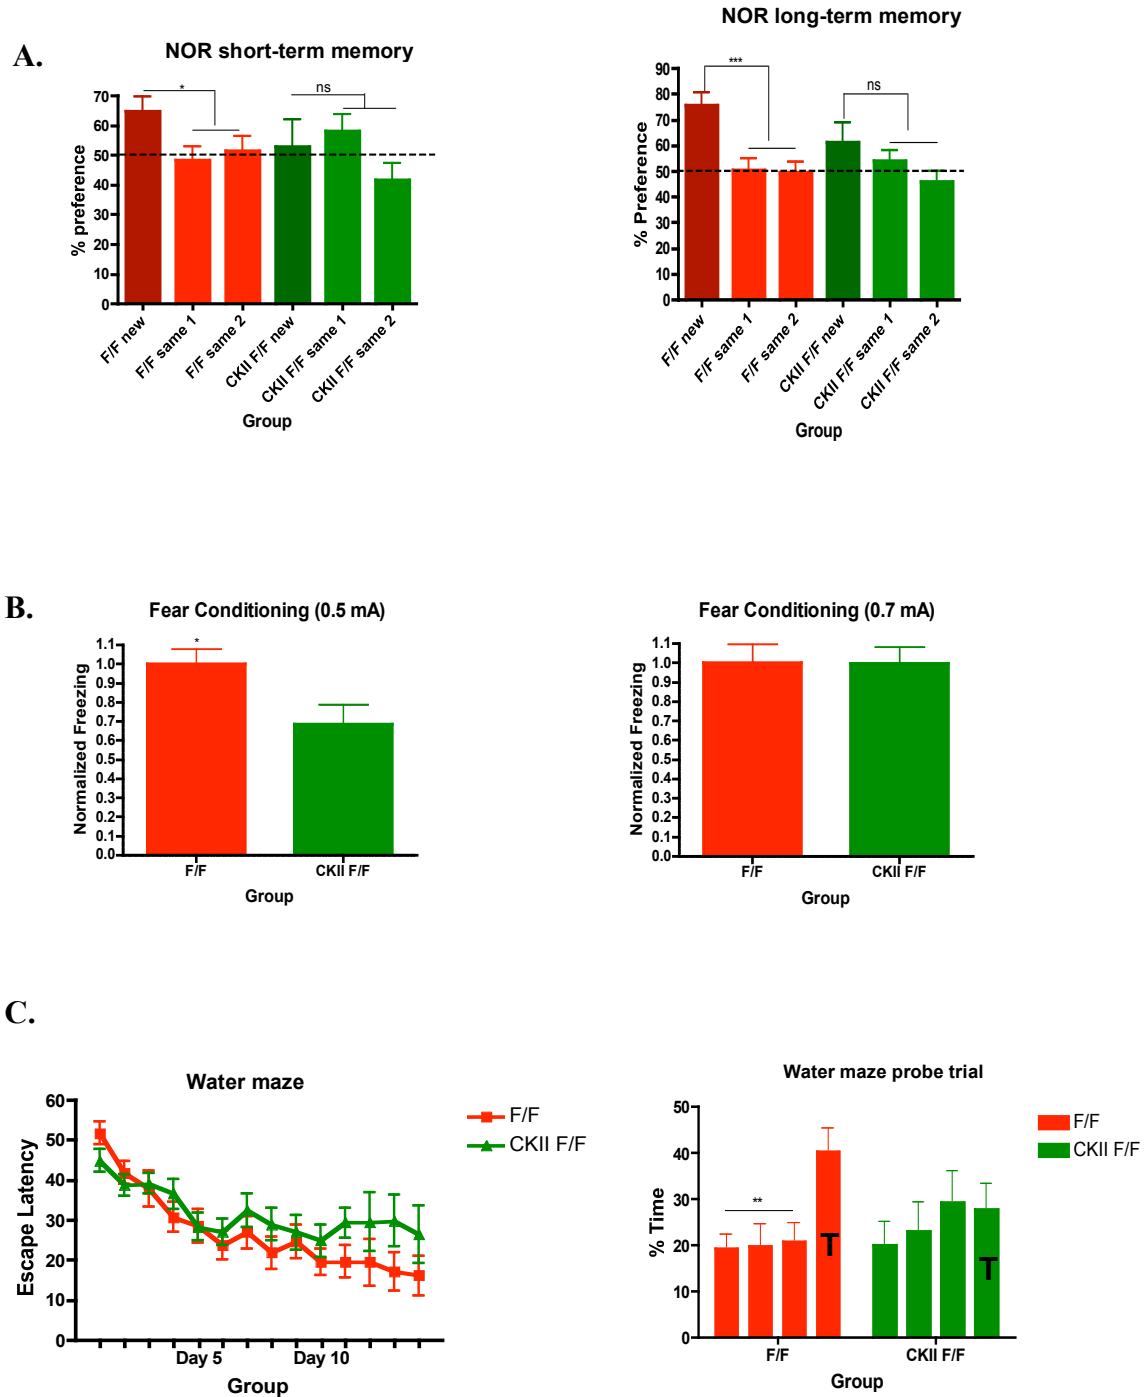 A.
NOR short-term memory
*
ns
% preference
70
60
50
40
30
20
10
0
F/F new
F/F same 1
F/F same 2
CKII F/F new
CKII F/F same 1
CKII F/F same 2
Group
NOR long-term memory
***
ns
% Preference
90
80
70
60
50
40
30
20
10
0
F/F new
F/F same 1
F/F same 2
CKII F/F new
CKII F/F same 1
CKII F/F same 2
Group
B.
Fear Conditioning (0.5 mA)
*
Normalized Freezing
1.1
1.0
0.9
0.8
0.7
0.6
0.5
0.4
0.3
0.2
0.1
0.0
F/F
CKII F/F
Group
Fear Conditioning (0.7 mA)
Normalized Freezing
1.1
1.0
0.9
0.8
0.7
0.6
0.5
0.4
0.3
0.2
0.1
0.0
F/F
CKII F/F
Group
C.
Water maze
Escape Latency
60
50
40
30
20
10
0
Day 5
Day 10
Group
F/F
CKII F/F
Water maze probe trial
% Time
50
40
30
20
10
0
**
T
T
F/F
CKII F/F
Group
F/F
CKII F/F